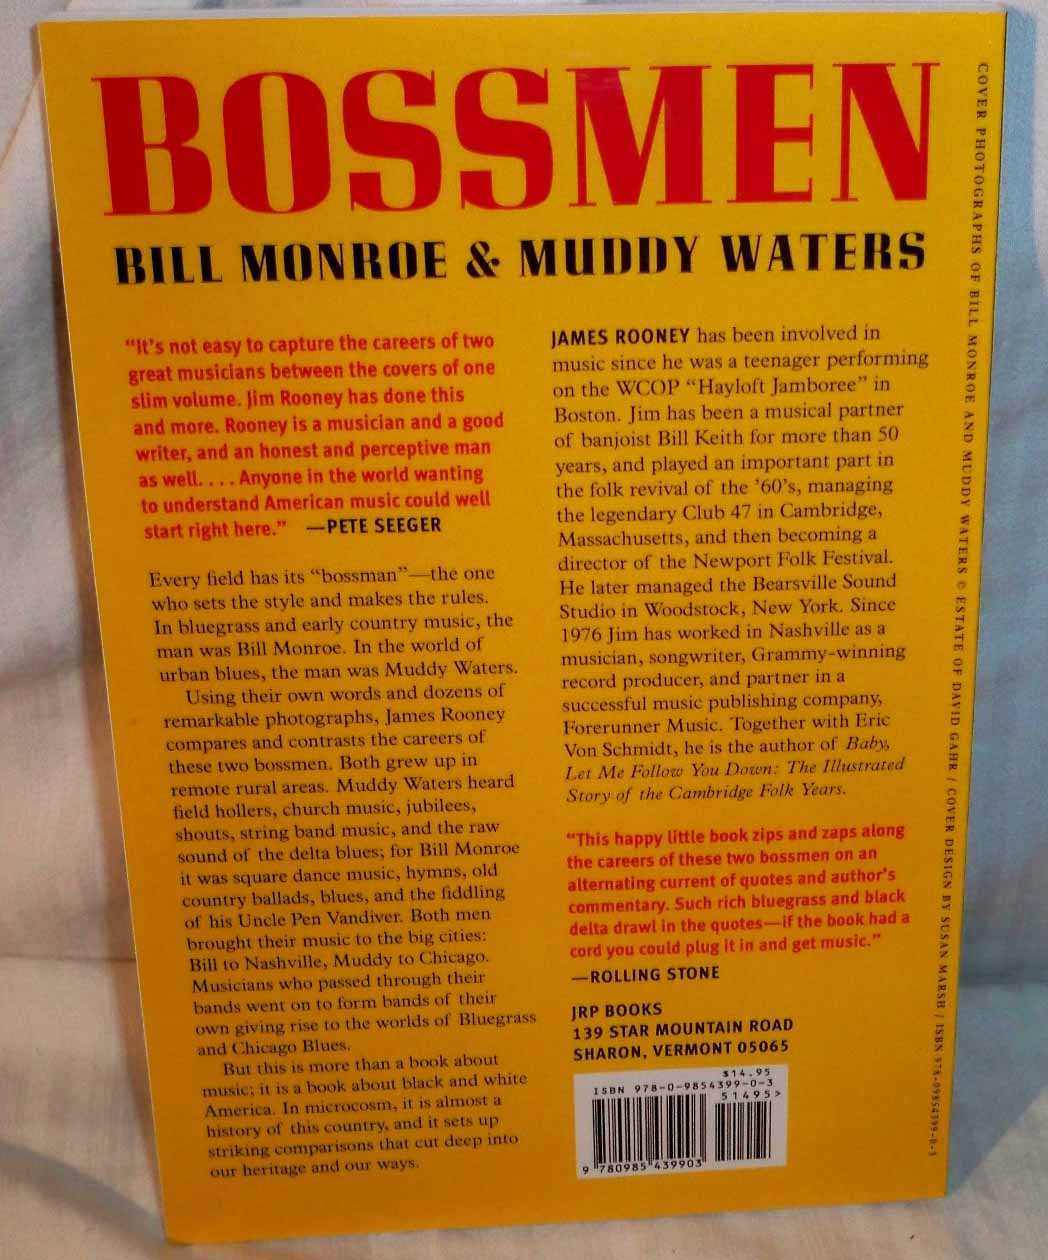 BOSSMEN
BILL MONROE & MUDDY WATERS
“It’s not easy to capture the careers of two
great musicians between the covers of one
slim volume. Jim Rooney has done this
and more. Rooney is a musician and a good
writer, and an honest and perceptive man
as well. . . . Anyone in the world wanting
to understand American music could well
start right here.” —PETE SEEGER
Every field has its “bossman”—the one
who sets the style and makes the rules.
In bluegrass and early country music, the
man was Bill Monroe. In the world of
urban blues, the man was Muddy Waters.
Using their own words and dozens of
remarkable photographs, James Rooney
compares and contrasts the careers of
these two bossmen. Both grew up in
remote rural areas. Muddy Waters heard
field hollers, church music, jubilees,
shouts, string band music, and the raw
sound of the delta blues; for Bill Monroe
it was square dance music, hymns, old
country ballads, blues, and the fiddling
of his Uncle Pen Vandiver. Both men
brought their music to the big cities:
Bill to Nashville, Muddy to Chicago.
Musicians who passed through their
bands went on to form bands of their
own giving rise to the worlds of Bluegrass
and Chicago Blues.
But this is more than a book about
music; it is a book about black and white
America. In microcosm, it is almost a
history of this country, and it sets up
striking comparisons that cut deep into
our heritage and our ways.
JAMES ROONEY has been involved in
music since he was a teenager performing
on the WCOP “Hayloft Jamboree” in
Boston. Jim has been a musical partner
of banjoist Bill Keith for more than 50
years, and played an important part in
the folk revival of the ’60’s, managing
the legendary Club 47 in Cambridge,
Massachusetts, and then becoming a
director of the Newport Folk Festival.
He later managed the Bearsville Sound
Studio in Woodstock, New York. Since
1976 Jim has worked in Nashville as a
musician, songwriter, Grammy-winning
record producer, and partner in a
successful music publishing company,
Forerunner Music. Together with Eric
Von Schmidt, he is the author of Baby,
Let Me Follow You Down: The Illustrated
Story of the Cambridge Folk Years.
“This happy little book zips and zaps along
the careers of these two bossmen on an
alternating current of quotes and author’s
commentary. Such rich bluegrass and black
delta drawl in the quotes—if the book had a
cord you could plug it in and get music.”
—ROLLING STONE
JRP BOOKS
139 STAR MOUNTAIN ROAD
SHARON, VERMONT 05065
$14.95
ISBN 978-0-9854399-0-3
51495>
9 780985 439903
COVER PHOTOGRAPHS OF BILL MONROE AND MUDDY WATERS © ESTATE OF DAVID GAHR / COVER DESIGN BY SUSAN MARSH / ISBN 978-09854399-0-3